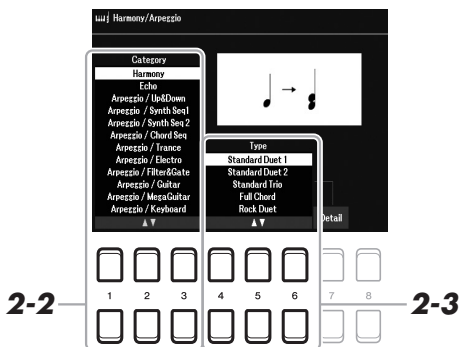 Harmony/Arpeggio
Category
Harmony
Echo
Arpeggio / Up&Down
Arpeggio / Synth Seq1
Arpeggio / Synth Seq 2
Arpeggio / Chord Seq
Arpeggio / Trance
Arpeggio / Electro
Arpeggio / Filter&Gate
Arpeggio / Guitar
Arpeggio / MegaGuitar
Arpeggio / Keyboard
Type
Standard Duet 1
Standard Duet 2
Standard Trio
Full Chord
Rock Duet
Detail
1 2 3 4 5 6 7 8
2-2
2-3